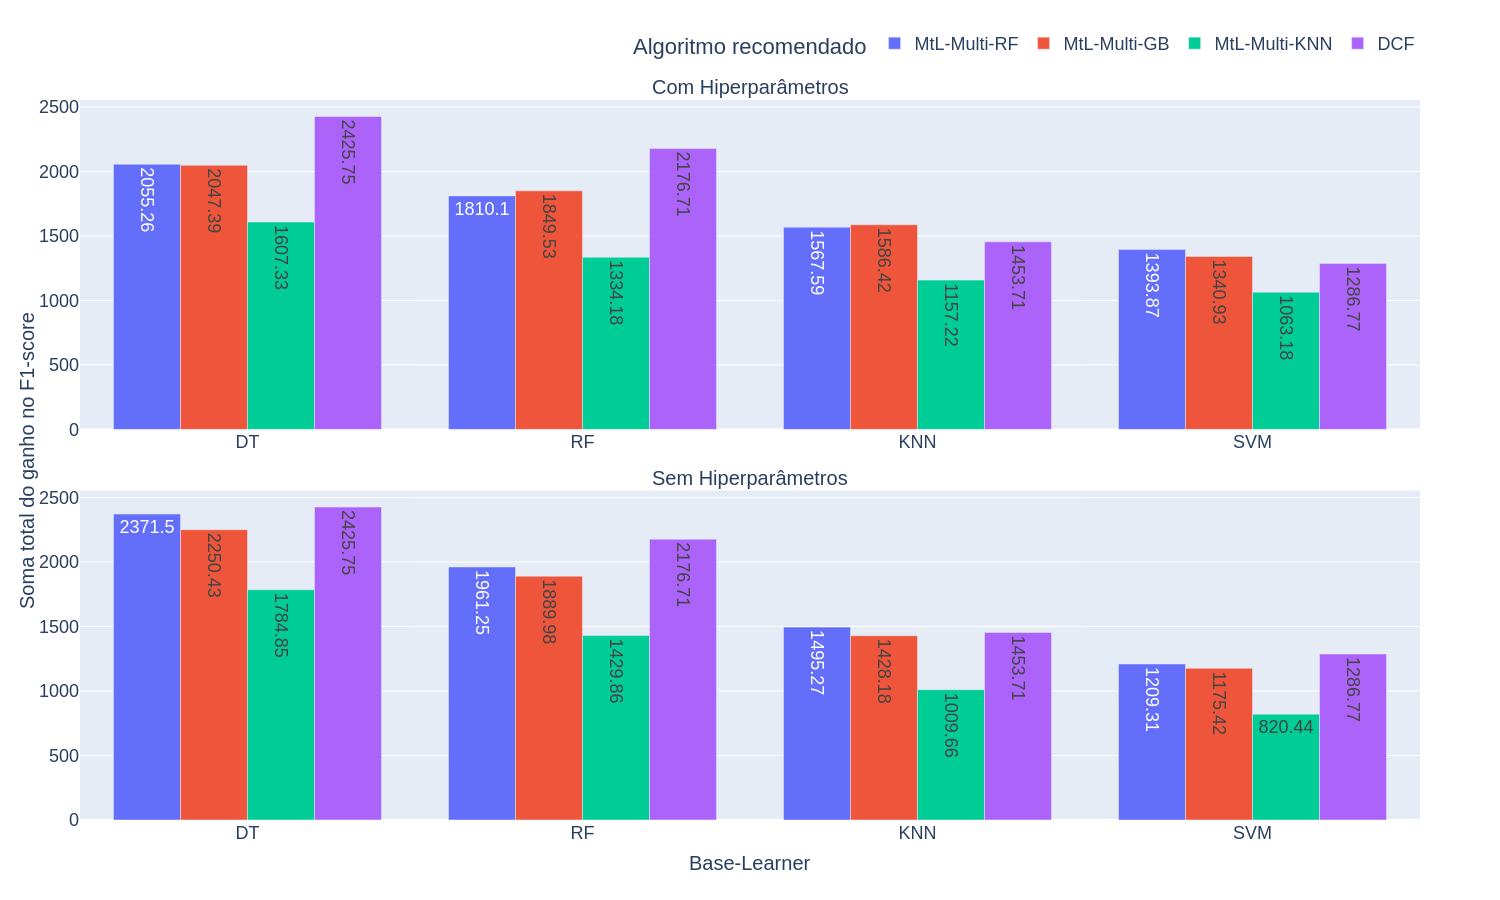 Algoritmo recomendado MtL-Multi-RF MtL-Multi-GB MtL-Multi-KNN DCF
Com Hiperparâmetros
2500
2000
1500
1000
500
0
2055.26 2047.39 1607.33 2425.75
1810.1 1849.53 1334.18 2176.71
1567.59 1586.42 1157.22 1453.71
1393.87 1340.93 1063.18 1286.77
DT RF KNN SVM
Soma total do ganho no F1-score
Sem Hiperparâmetros
2500
2000
1500
1000
500
0
2371.5 2250.43 1784.85 2425.75
1961.25 1889.98 1429.86 2176.71
1495.27 1428.18 1009.66 1453.71
1209.31 1175.42 820.44 1286.77
DT RF KNN SVM
Base-Learner